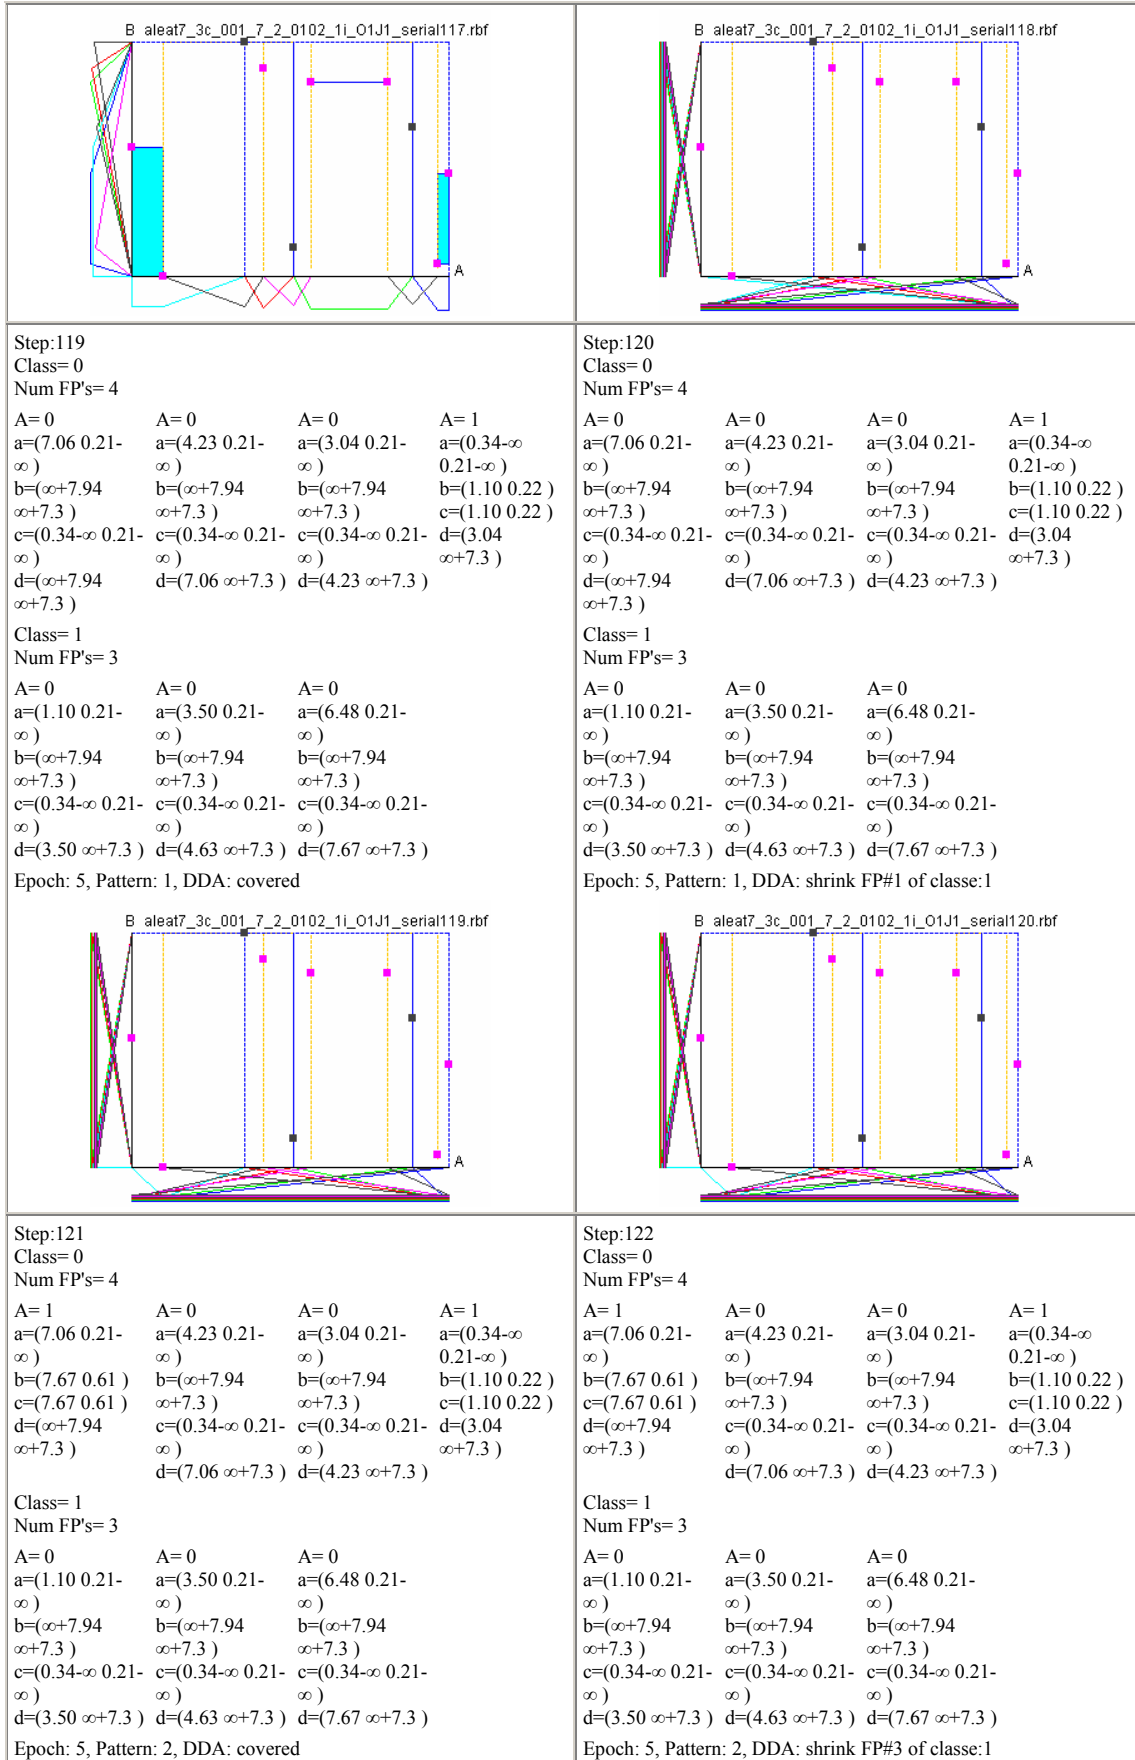 B aleat7_3c_001_7_2_0102_1i_O1J1_serial117.rbf
A
B aleat7_3c_001_7_2_0102_1i_O1J1_serial118.rbf
A
Step:119
Class= 0
Num FP's= 4
A= 0 A= 0 A= 0 A= 1
a=(7.06 0.21- a=(4.23 0.21- a=(3.04 0.21- a=(0.34-∞
∞ ) ∞ ) ∞ ) 0.21-∞ )
b=(∞+7.94 b=(∞+7.94 b=(∞+7.94 b=(1.10 0.22 )
∞+7.3 ) ∞+7.3 ) ∞+7.3 ) c=(1.10 0.22 )
c=(0.34-∞ 0.21- c=(0.34-∞ 0.21- c=(0.34-∞ 0.21- d=(3.04
∞ ) ∞ ) ∞ ) ∞+7.3 )
d=(∞+7.94 d=(7.06 ∞+7.3 ) d=(4.23 ∞+7.3 )
∞+7.3 )
Class= 1
Num FP's= 3
A= 0 A= 0 A= 0
a=(1.10 0.21- a=(3.50 0.21- a=(6.48 0.21-
∞ ) ∞ ) ∞ )
b=(∞+7.94 b=(∞+7.94 b=(∞+7.94
∞+7.3 ) ∞+7.3 ) ∞+7.3 )
c=(0.34-∞ 0.21- c=(0.34-∞ 0.21- c=(0.34-∞ 0.21-
∞ ) ∞ ) ∞ )
d=(3.50 ∞+7.3 ) d=(4.63 ∞+7.3 ) d=(7.67 ∞+7.3 )
Epoch: 5, Pattern: 1, DDA: covered
B aleat7_3c_001_7_2_0102_1i_O1J1_serial119.rbf
A
Step:120
Class= 0
Num FP's= 4
A= 0 A= 0 A= 0 A= 1
a=(7.06 0.21- a=(4.23 0.21- a=(3.04 0.21- a=(0.34-∞
∞ ) ∞ ) ∞ ) 0.21-∞ )
b=(∞+7.94 b=(∞+7.94 b=(∞+7.94 b=(1.10 0.22 )
∞+7.3 ) ∞+7.3 ) ∞+7.3 ) c=(1.10 0.22 )
c=(0.34-∞ 0.21- c=(0.34-∞ 0.21- c=(0.34-∞ 0.21- d=(3.04
∞ ) ∞ ) ∞ ) ∞+7.3 )
d=(∞+7.94 d=(7.06 ∞+7.3 ) d=(4.23 ∞+7.3 )
∞+7.3 )
Class= 1
Num FP's= 3
A= 0 A= 0 A= 0
a=(1.10 0.21- a=(3.50 0.21- a=(6.48 0.21-
∞ ) ∞ ) ∞ )
b=(∞+7.94 b=(∞+7.94 b=(∞+7.94
∞+7.3 ) ∞+7.3 ) ∞+7.3 )
c=(0.34-∞ 0.21- c=(0.34-∞ 0.21- c=(0.34-∞ 0.21-
∞ ) ∞ ) ∞ )
d=(3.50 ∞+7.3 ) d=(4.63 ∞+7.3 ) d=(7.67 ∞+7.3 )
Epoch: 5, Pattern: 1, DDA: shrink FP#1 of classe:1
B aleat7_3c_001_7_2_0102_1i_O1J1_serial120.rbf
A
Step:121
Class= 0
Num FP's= 4
A= 1 A= 0 A= 0 A= 1
a=(7.06 0.21- a=(4.23 0.21- a=(3.04 0.21- a=(0.34-∞
∞ ) ∞ ) ∞ ) 0.21-∞ )
b=(7.67 0.61 ) b=(∞+7.94 b=(∞+7.94 b=(1.10 0.22 )
c=(7.67 0.61 ) ∞+7.3 ) ∞+7.3 ) c=(1.10 0.22 )
d=(∞+7.94 c=(0.34-∞ 0.21- c=(0.34-∞ 0.21- d=(3.04
∞+7.3 ) ∞ ) ∞ ) ∞+7.3 )
d=(7.06 ∞+7.3 ) d=(4.23 ∞+7.3 )
Class= 1
Num FP's= 3
A= 0 A= 0 A= 0
a=(1.10 0.21- a=(3.50 0.21- a=(6.48 0.21-
∞ ) ∞ ) ∞ )
b=(∞+7.94 b=(∞+7.94 b=(∞+7.94
∞+7.3 ) ∞+7.3 ) ∞+7.3 )
c=(0.34-∞ 0.21- c=(0.34-∞ 0.21- c=(0.34-∞ 0.21-
∞ ) ∞ ) ∞ )
d=(3.50 ∞+7.3 ) d=(4.63 ∞+7.3 ) d=(7.67 ∞+7.3 )
Epoch: 5, Pattern: 2, DDA: covered
Step:122
Class= 0
Num FP's= 4
A= 1 A= 0 A= 0 A= 1
a=(7.06 0.21- a=(4.23 0.21- a=(3.04 0.21- a=(0.34-∞
∞ ) ∞ ) ∞ ) 0.21-∞ )
b=(7.67 0.61 ) b=(∞+7.94 b=(∞+7.94 b=(1.10 0.22 )
c=(7.67 0.61 ) ∞+7.3 ) ∞+7.3 ) c=(1.10 0.22 )
d=(∞+7.94 c=(0.34-∞ 0.21- c=(0.34-∞ 0.21- d=(3.04
∞+7.3 ) ∞ ) ∞ ) ∞+7.3 )
d=(7.06 ∞+7.3 ) d=(4.23 ∞+7.3 )
Class= 1
Num FP's= 3
A= 0 A= 0 A= 0
a=(1.10 0.21- a=(3.50 0.21- a=(6.48 0.21-
∞ ) ∞ ) ∞ )
b=(∞+7.94 b=(∞+7.94 b=(∞+7.94
∞+7.3 ) ∞+7.3 ) ∞+7.3 )
c=(0.34-∞ 0.21- c=(0.34-∞ 0.21- c=(0.34-∞ 0.21-
∞ ) ∞ ) ∞ )
d=(3.50 ∞+7.3 ) d=(4.63 ∞+7.3 ) d=(7.67 ∞+7.3 )
Epoch: 5, Pattern: 2, DDA: shrink FP#3 of classe:1